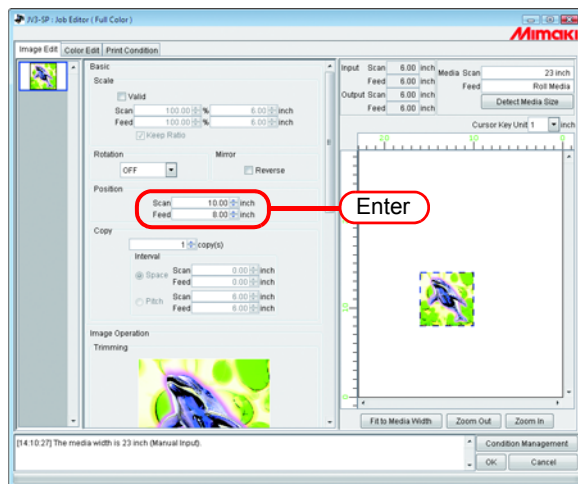 JV3-SP : Job Editor ( Full Color )
Mimaki
Image Edit Color Edit Print Condition
Basic
Scale
Valid
Scan 100.00 % 6.00 inch
Feed 100.00 % 6.00 inch
Keep Ratio
Rotation Mirror
OFF Reverse
Position
Scan 10.00 inch
Feed 8.00 inch
Enter
Copy
1 copy(s)
Interval
Space Scan 0.00 inch
Feed 0.00 inch
Pitch Scan 6.00 inch
Feed 6.00 inch
Image Operation
Trimming
Input Scan 6.00 inch
Feed 6.00 inch
Output Scan 6.00 inch
Feed 6.00 inch
Media Scan 23 inch
Feed Roll Media
Detect Media Size
Cursor Key Unit 1 inch
20 10 0
10
0
Fit to Media Width Zoom Out Zoom In
[14:10:27] The media width is 23 inch (Manual Input).
Condition Management
OK Cancel